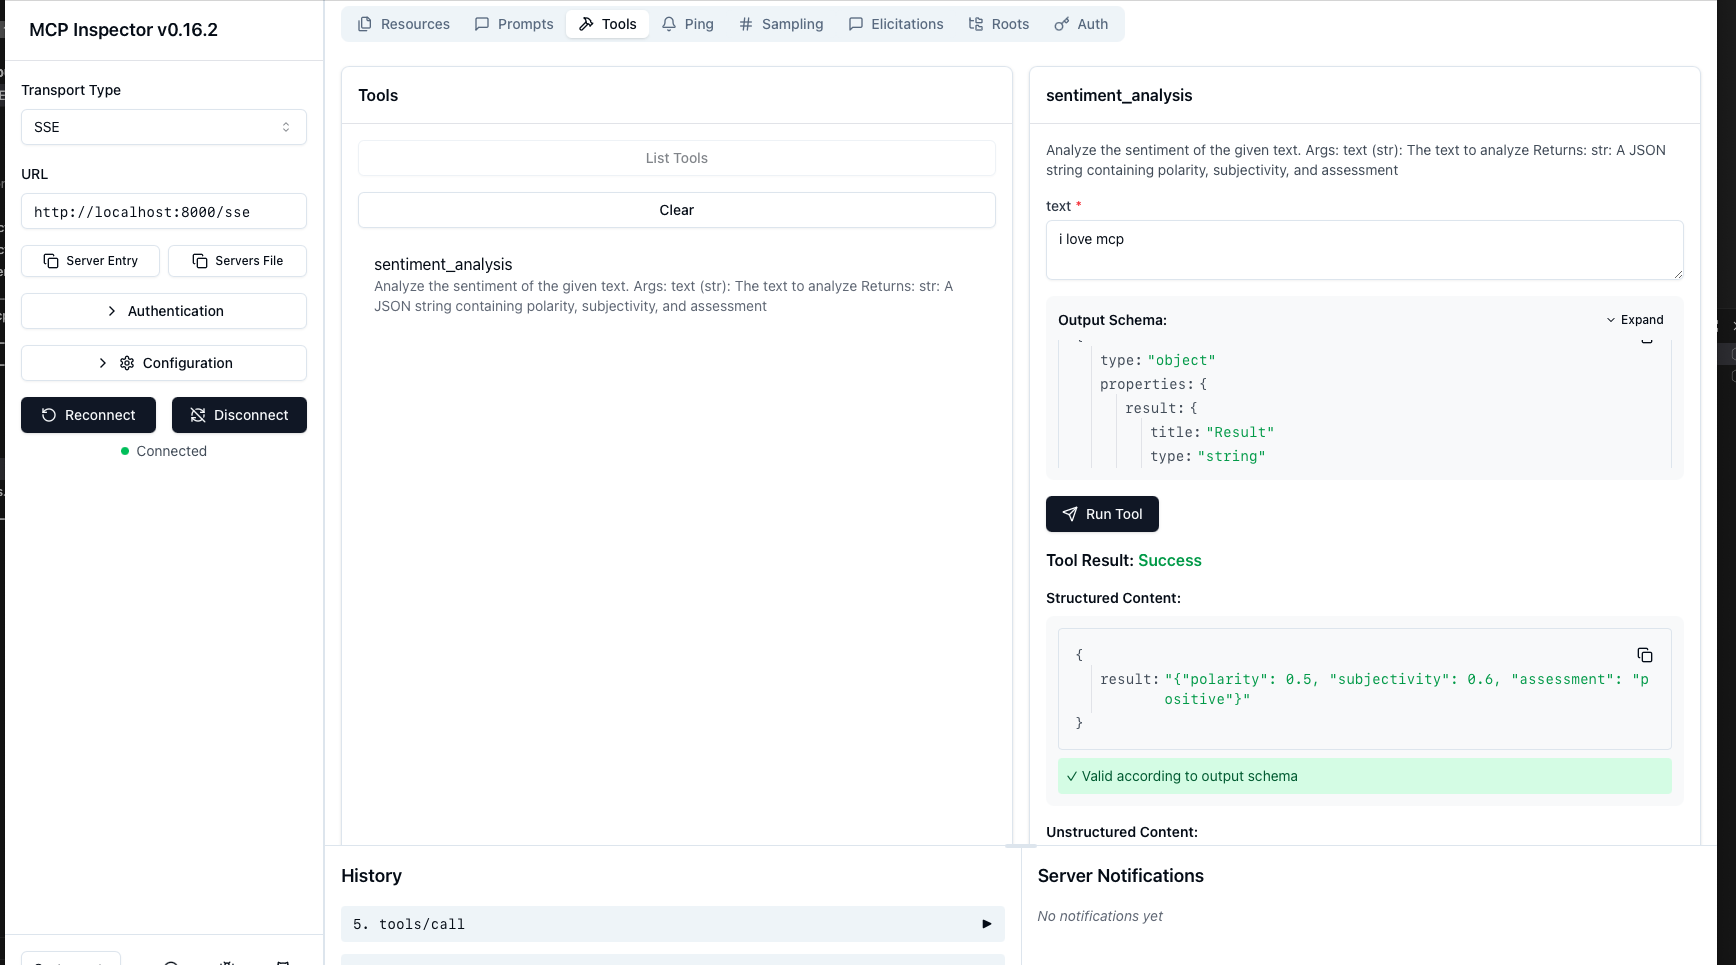 MCP Inspector v0.16.2
Transport Type
SSE
URL
http://localhost:8000/sse
Server Entry
Servers File
Authentication
Configuration
Reconnect
Disconnect
Connected
Resources
Prompts
Tools
Ping
Sampling
Elicitations
Roots
Auth
Tools
List Tools
Clear
sentiment_analysis
Analyze the sentiment of the given text. Args: text (str): The text to analyze Returns: str: A
JSON string containing polarity, subjectivity, and assessment
sentiment_analysis
Analyze the sentiment of the given text. Args: text (str): The text to analyze Returns: str: A JSON
string containing polarity, subjectivity, and assessment
text *
i love mcp
Output Schema:
Expand
type: "object"
properties: {
result: {
title: "Result"
type: "string"
Run Tool
Tool Result: Success
Structured Content:
{
result: "{"polarity": 0.5, "subjectivity": 0.6, "assessment": "p
ositive"}"
}
✓ Valid according to output schema
Unstructured Content:
History
5. tools/call
Server Notifications
No notifications yet